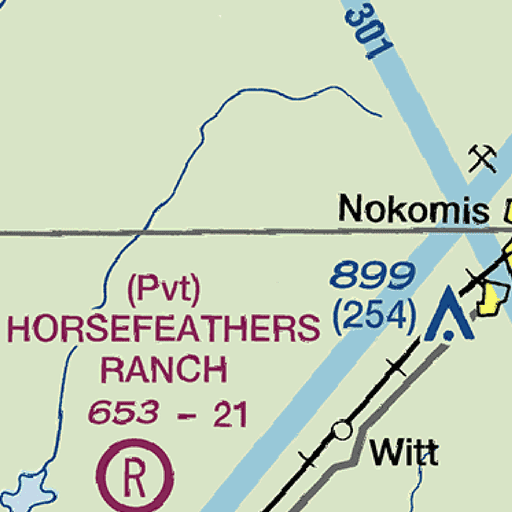 301
Nokomis
899
(254)
(Pvt)
HORSEFEATHERS
RANCH
653 - 21
R
Witt